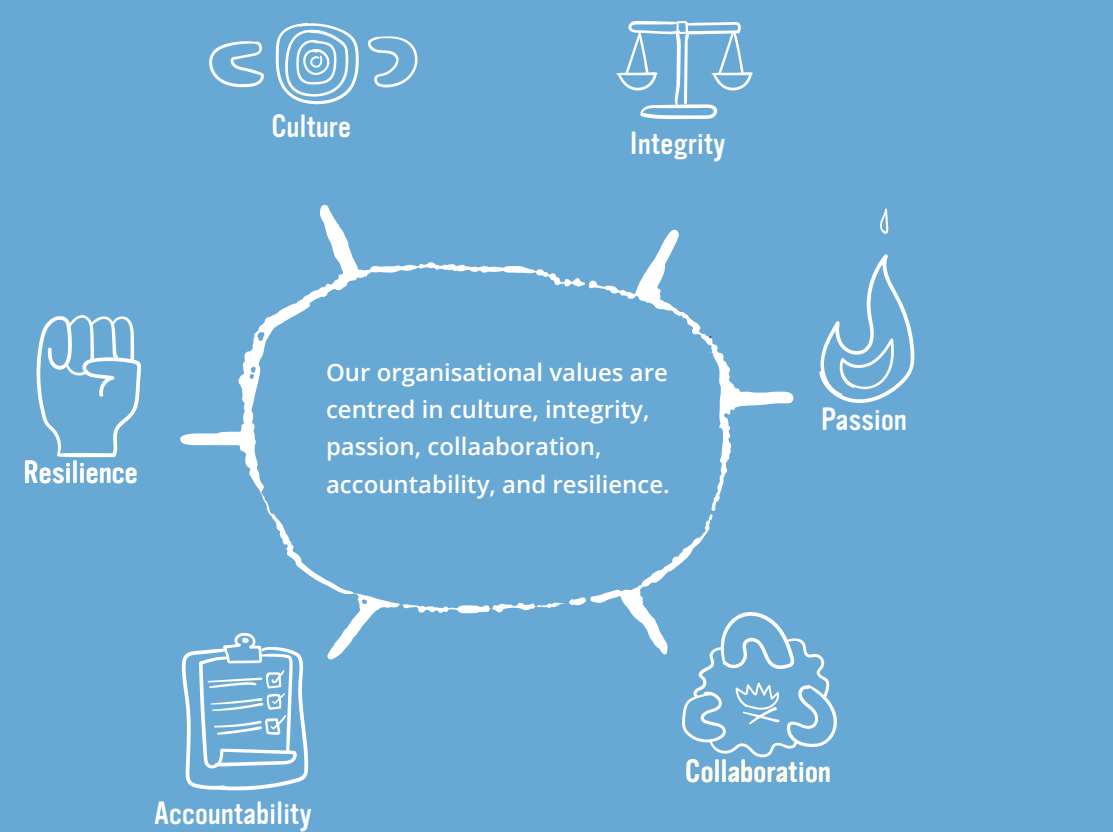 Culture
Integrity
Passion
Resilience
Our organisational values are
centred in culture, integrity,
passion, collaaboration,
accountability, and resilience.
Collaboration
Accountability